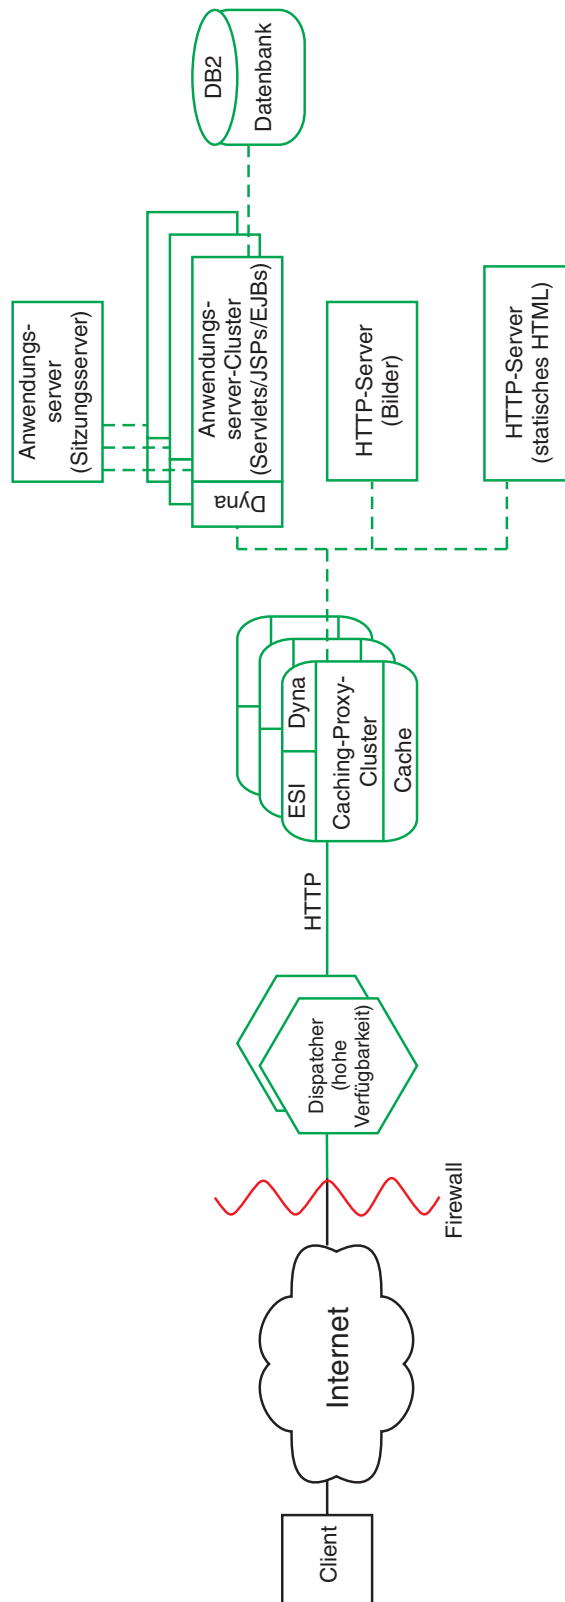 Client
Internet
Firewall
Dispatcher
(hohe
Verfügbarkeit)
HTTP
ESI
Dyna
Caching-Proxy-
Cluster
Cache
Anwendungs-
server
(Sitzungsserver)
Dyna
Anwendungs-
server-Cluster
(Servlets/JSPs/EJBs)
HTTP-Server
(Bilder)
HTTP-Server
(statisches HTML)
DB2
Datenbank